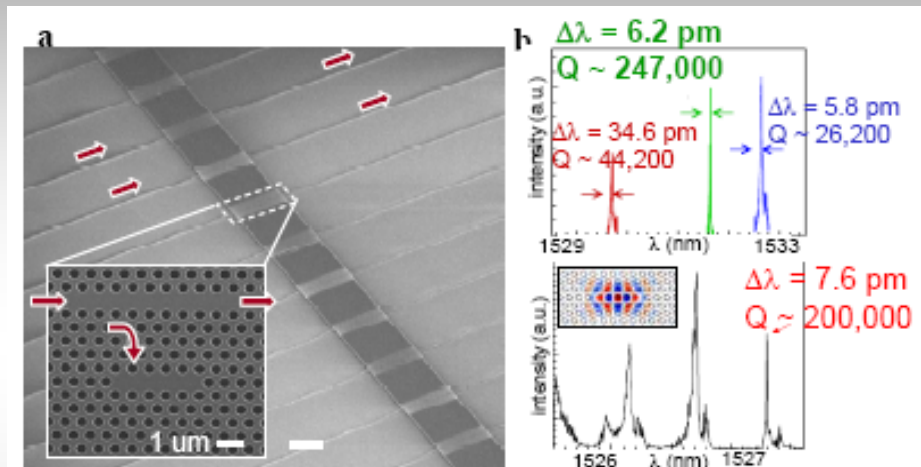 a
1 um
b
Δλ = 6.2 pm
Q ~ 247,000
Δλ = 34.6 pm
Q ~ 44,200
Δλ = 5.8 pm
Q ~ 26,200
intensity (a.u.)
1529
λ (nm)
1533
Δλ = 7.6 pm
Q ~ 200,000
intensity (a.u.)
1526
λ (nm)
1527